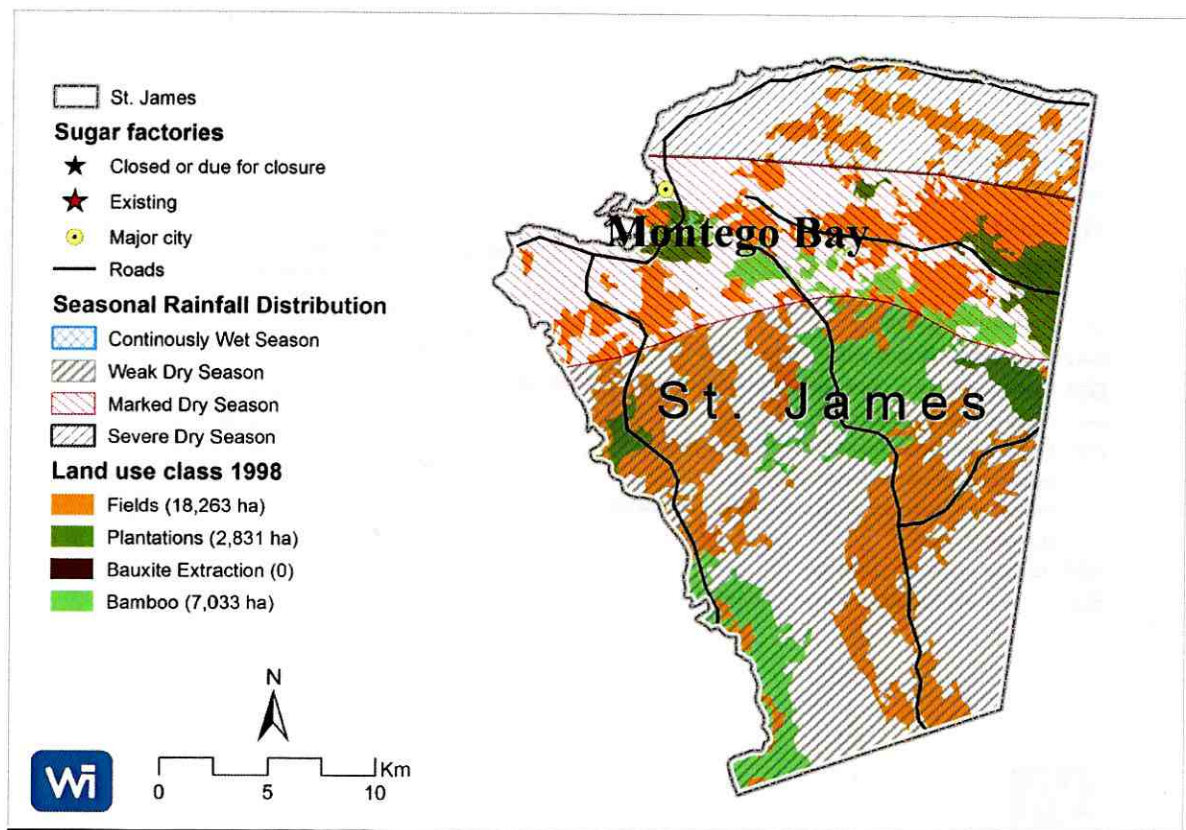 St. James
Sugar factories
Closed or due for closure
Existing
Major city
Roads
Seasonal Rainfall Distribution
Continously Wet Season
Weak Dry Season
Marked Dry Season
Severe Dry Season
Land use class 1998
Fields (18,263 ha)
Plantations (2,831 ha)
Bauxite Extraction (0)
Bamboo (7,033 ha)
N
Km
0 5 10
Wi
Montego Bay
St. James